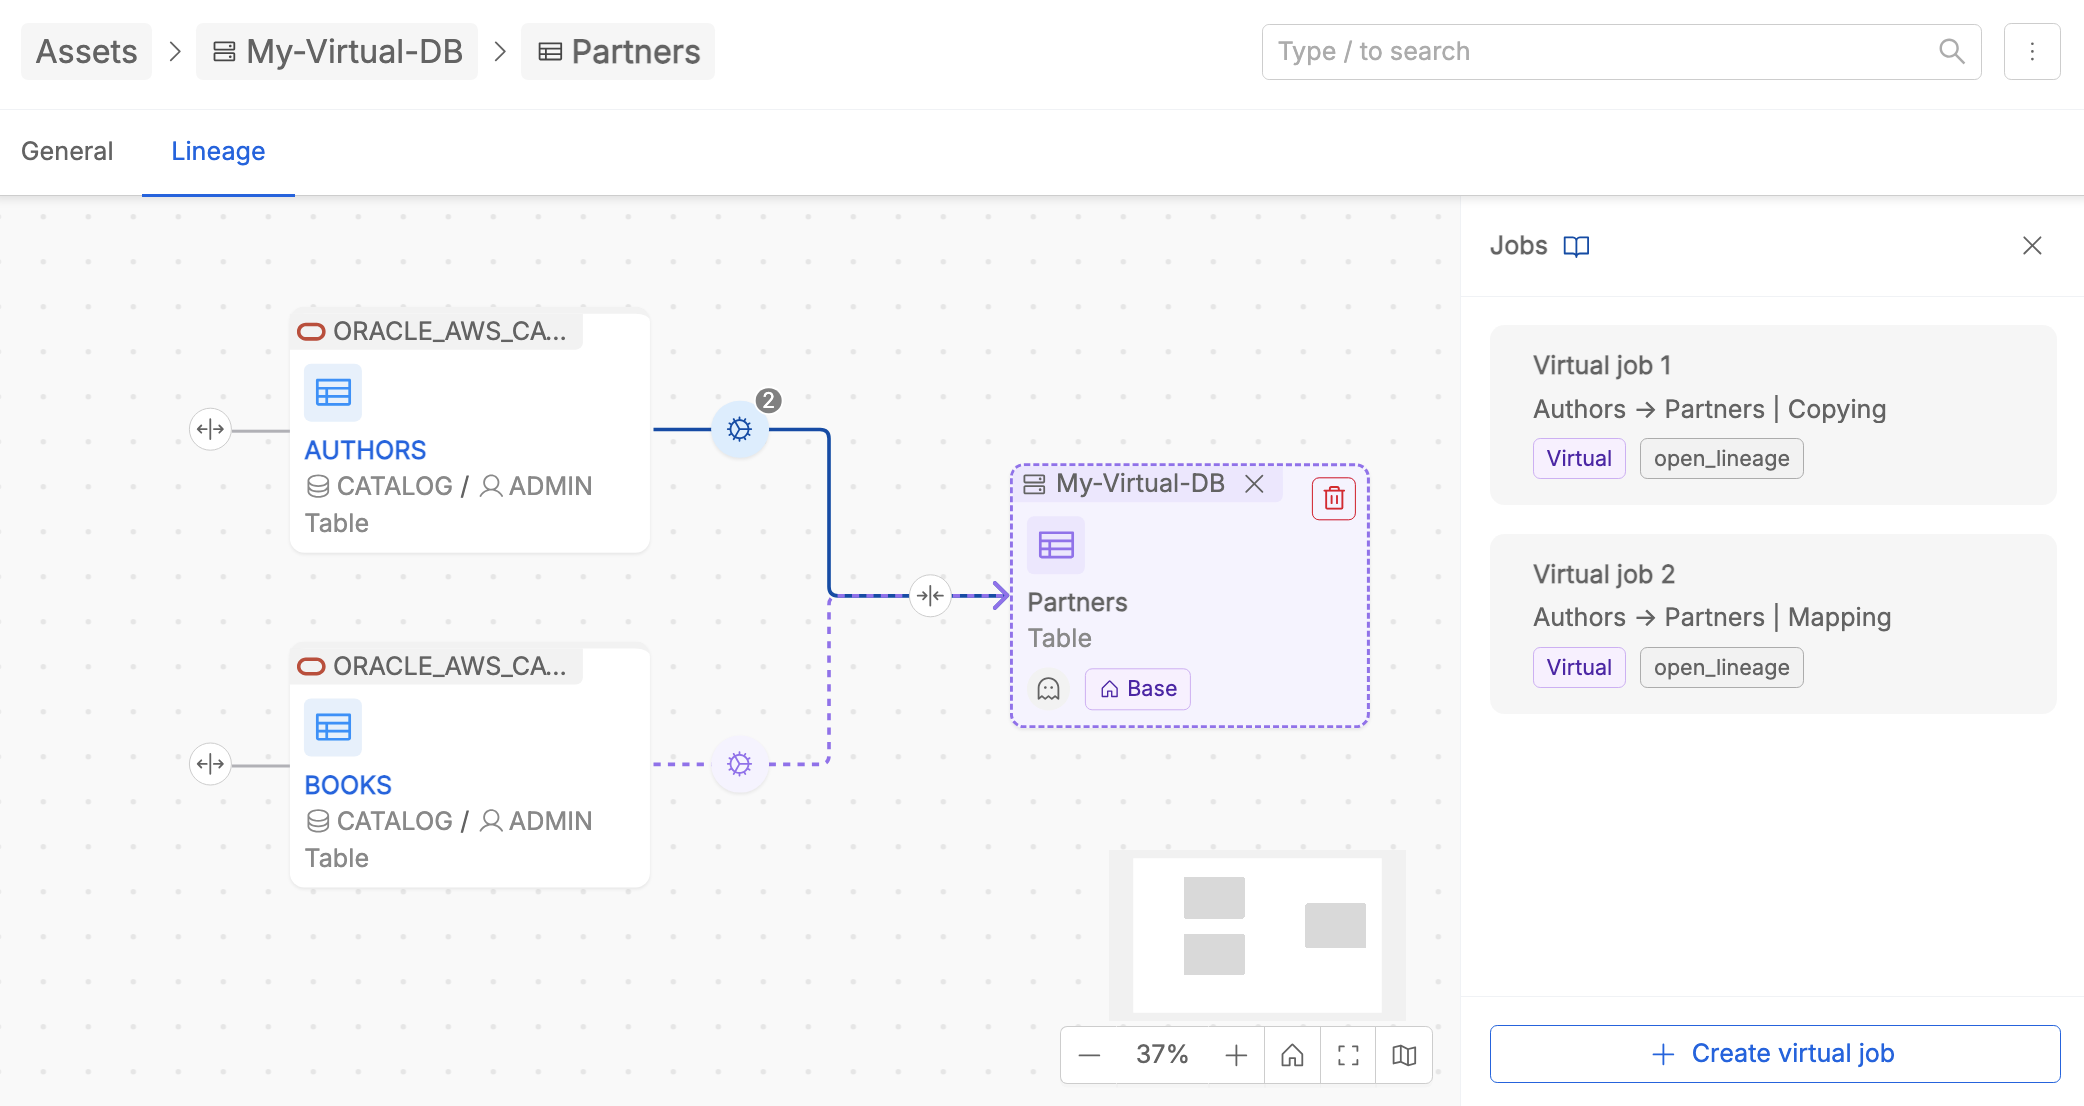 Assets > My-Virtual-DB > Partners
Type / to search
General
Lineage
Jobs
ORACLE_AWS_CA...
AUTHORS
CATALOG / ADMIN
Table
2
ORACLE_AWS_CA...
BOOKS
CATALOG / ADMIN
Table
My-Virtual-DB
Partners
Table
Base
37%
Virtual job 1
Authors → Partners | Copying
Virtual open_lineage
Virtual job 2
Authors → Partners | Mapping
Virtual open_lineage
+ Create virtual job